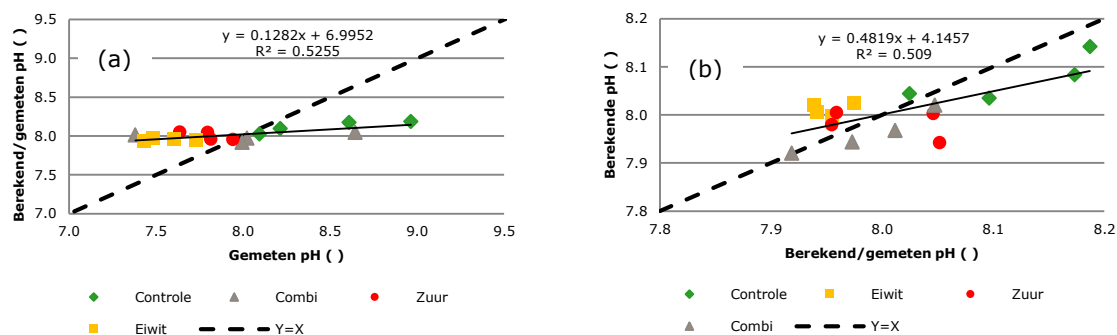 (a)
y = 0.1282x + 6.9952
R² = 0.5255
Berekend/gemeten pH ( )
9.5
9.0
8.5
8.0
7.5
7.0
7.0 7.5 8.0 8.5 9.0 9.5
Gemeten pH ( )
Controle Combi Zuur
Eiwit Y=X
(b)
y = 0.4819x + 4.1457
R² = 0.509
Berekende pH ( )
8.2
8.1
8.0
7.9
7.8
7.8 7.9 8.0 8.1 8.2
Berekend/gemeten pH ( )
Controle Eiwit Zuur
Combi Y=X